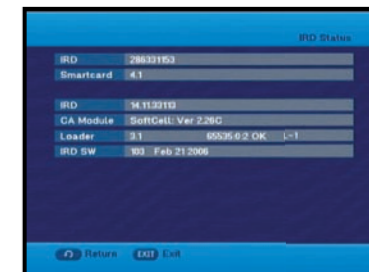 IRD Status
IRD 286331153
Smartcard 4.1
IRD 14.11.33113
CA Module SoftCell: Ver 2.26C
Loader 3.1 65535:0:2 OK L-1
IRD SW 103 Feb 21 2006
Return EXIT Exit